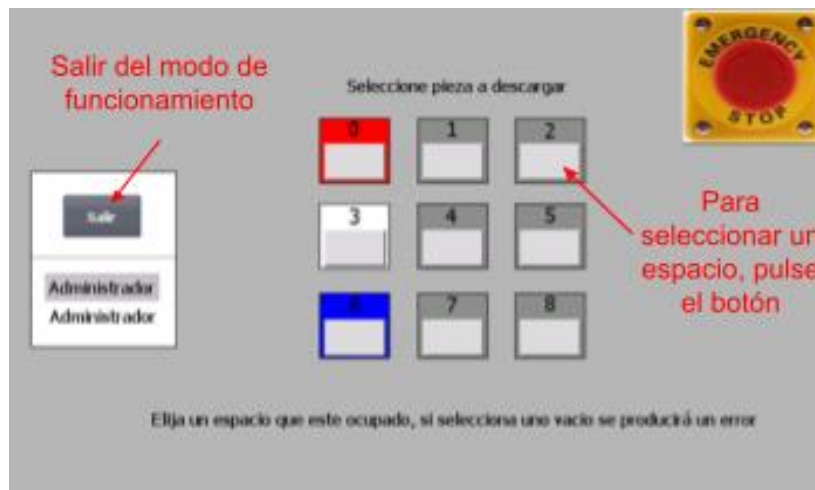 Salir del modo de
funcionamiento
Seleccione pieza a descargar
EMERGENCY
STOP
0
1
2
Salir
3
4
5
Para
seleccionar un
espacio, pulse
el botón
Administrador
Administrador
6
7
8
Elija un espacio que este ocupado, si selecciona uno vacio se producirá un error